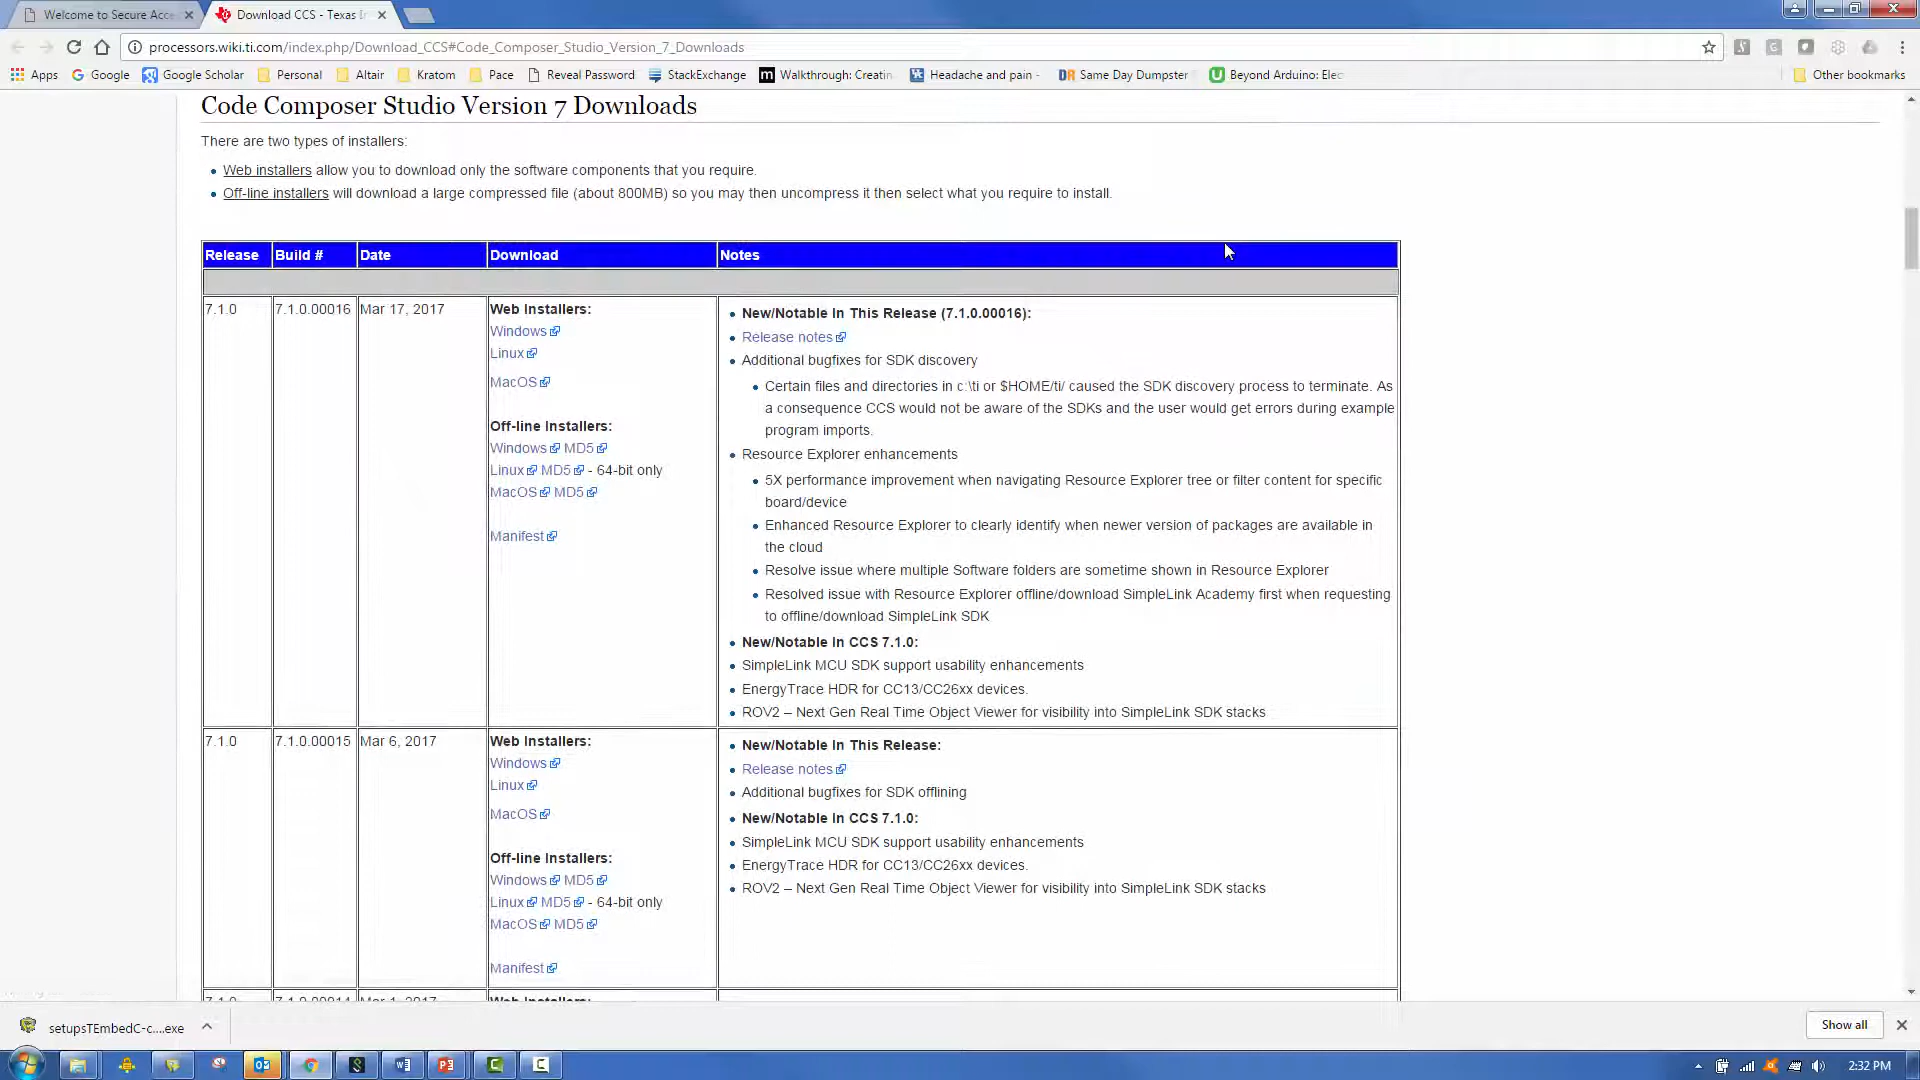 Welcome to Secure Acc
Download CCS - Texas I
processors.wiki.ti.com/index.php/Download_CCS#Code_Composer_Studio_Version_7_Downloads
Apps Google Google Scholar Personal Altair Kratom Pace Reveal Password StackExchange Walkthrough: Creatin Headache and pain - Same Day Dumpster Beyond Arduino: Elec Other bookmarks
Code Composer Studio Version 7 Downloads
There are two types of installers:
Web installers allow you to download only the software components that you require.
Off-line installers will download a large compressed file (about 800MB) so you may then uncompress it then select what you require to install.
Release Build # Date Download Notes
7.1.0 7.1.0.00016 Mar 17, 2017
Web Installers:
Windows
Linux
MacOS
Off-line Installers:
Windows MD5
Linux MD5 - 64-bit only
MacOS MD5
Manifest
New/Notable In This Release (7.1.0.00016):
Release notes
Additional bugfixes for SDK discovery
Certain files and directories in c:\ti or $HOME/ti/ caused the SDK discovery process to terminate. As
a consequence CCS would not be aware of the SDKs and the user would get errors during example
program imports.
Resource Explorer enhancements
5X performance improvement when navigating Resource Explorer tree or filter content for specific
board/device
Enhanced Resource Explorer to clearly identify when newer version of packages are available in
the cloud
Resolve issue where multiple Software folders are sometime shown in Resource Explorer
Resolved issue with Resource Explorer offline/download SimpleLink Academy first when requesting
to offline/download SimpleLink SDK
New/Notable In CCS 7.1.0:
SimpleLink MCU SDK support usability enhancements
EnergyTrace HDR for CC13/CC26xx devices.
ROV2 – Next Gen Real Time Object Viewer for visibility into SimpleLink SDK stacks
7.1.0 7.1.0.00015 Mar 6, 2017
Web Installers:
Windows
Linux
MacOS
Off-line Installers:
Windows MD5
Linux MD5 - 64-bit only
MacOS MD5
Manifest
New/Notable In This Release:
Release notes
Additional bugfixes for SDK offlining
New/Notable In CCS 7.1.0:
SimpleLink MCU SDK support usability enhancements
EnergyTrace HDR for CC13/CC26xx devices.
ROV2 – Next Gen Real Time Object Viewer for visibility into SimpleLink SDK stacks
7.1.0 7.1.0.00014 Mar 1, 2017 Web Installers:
setupsTEmbedC-c....exe
Show all
2:32 PM